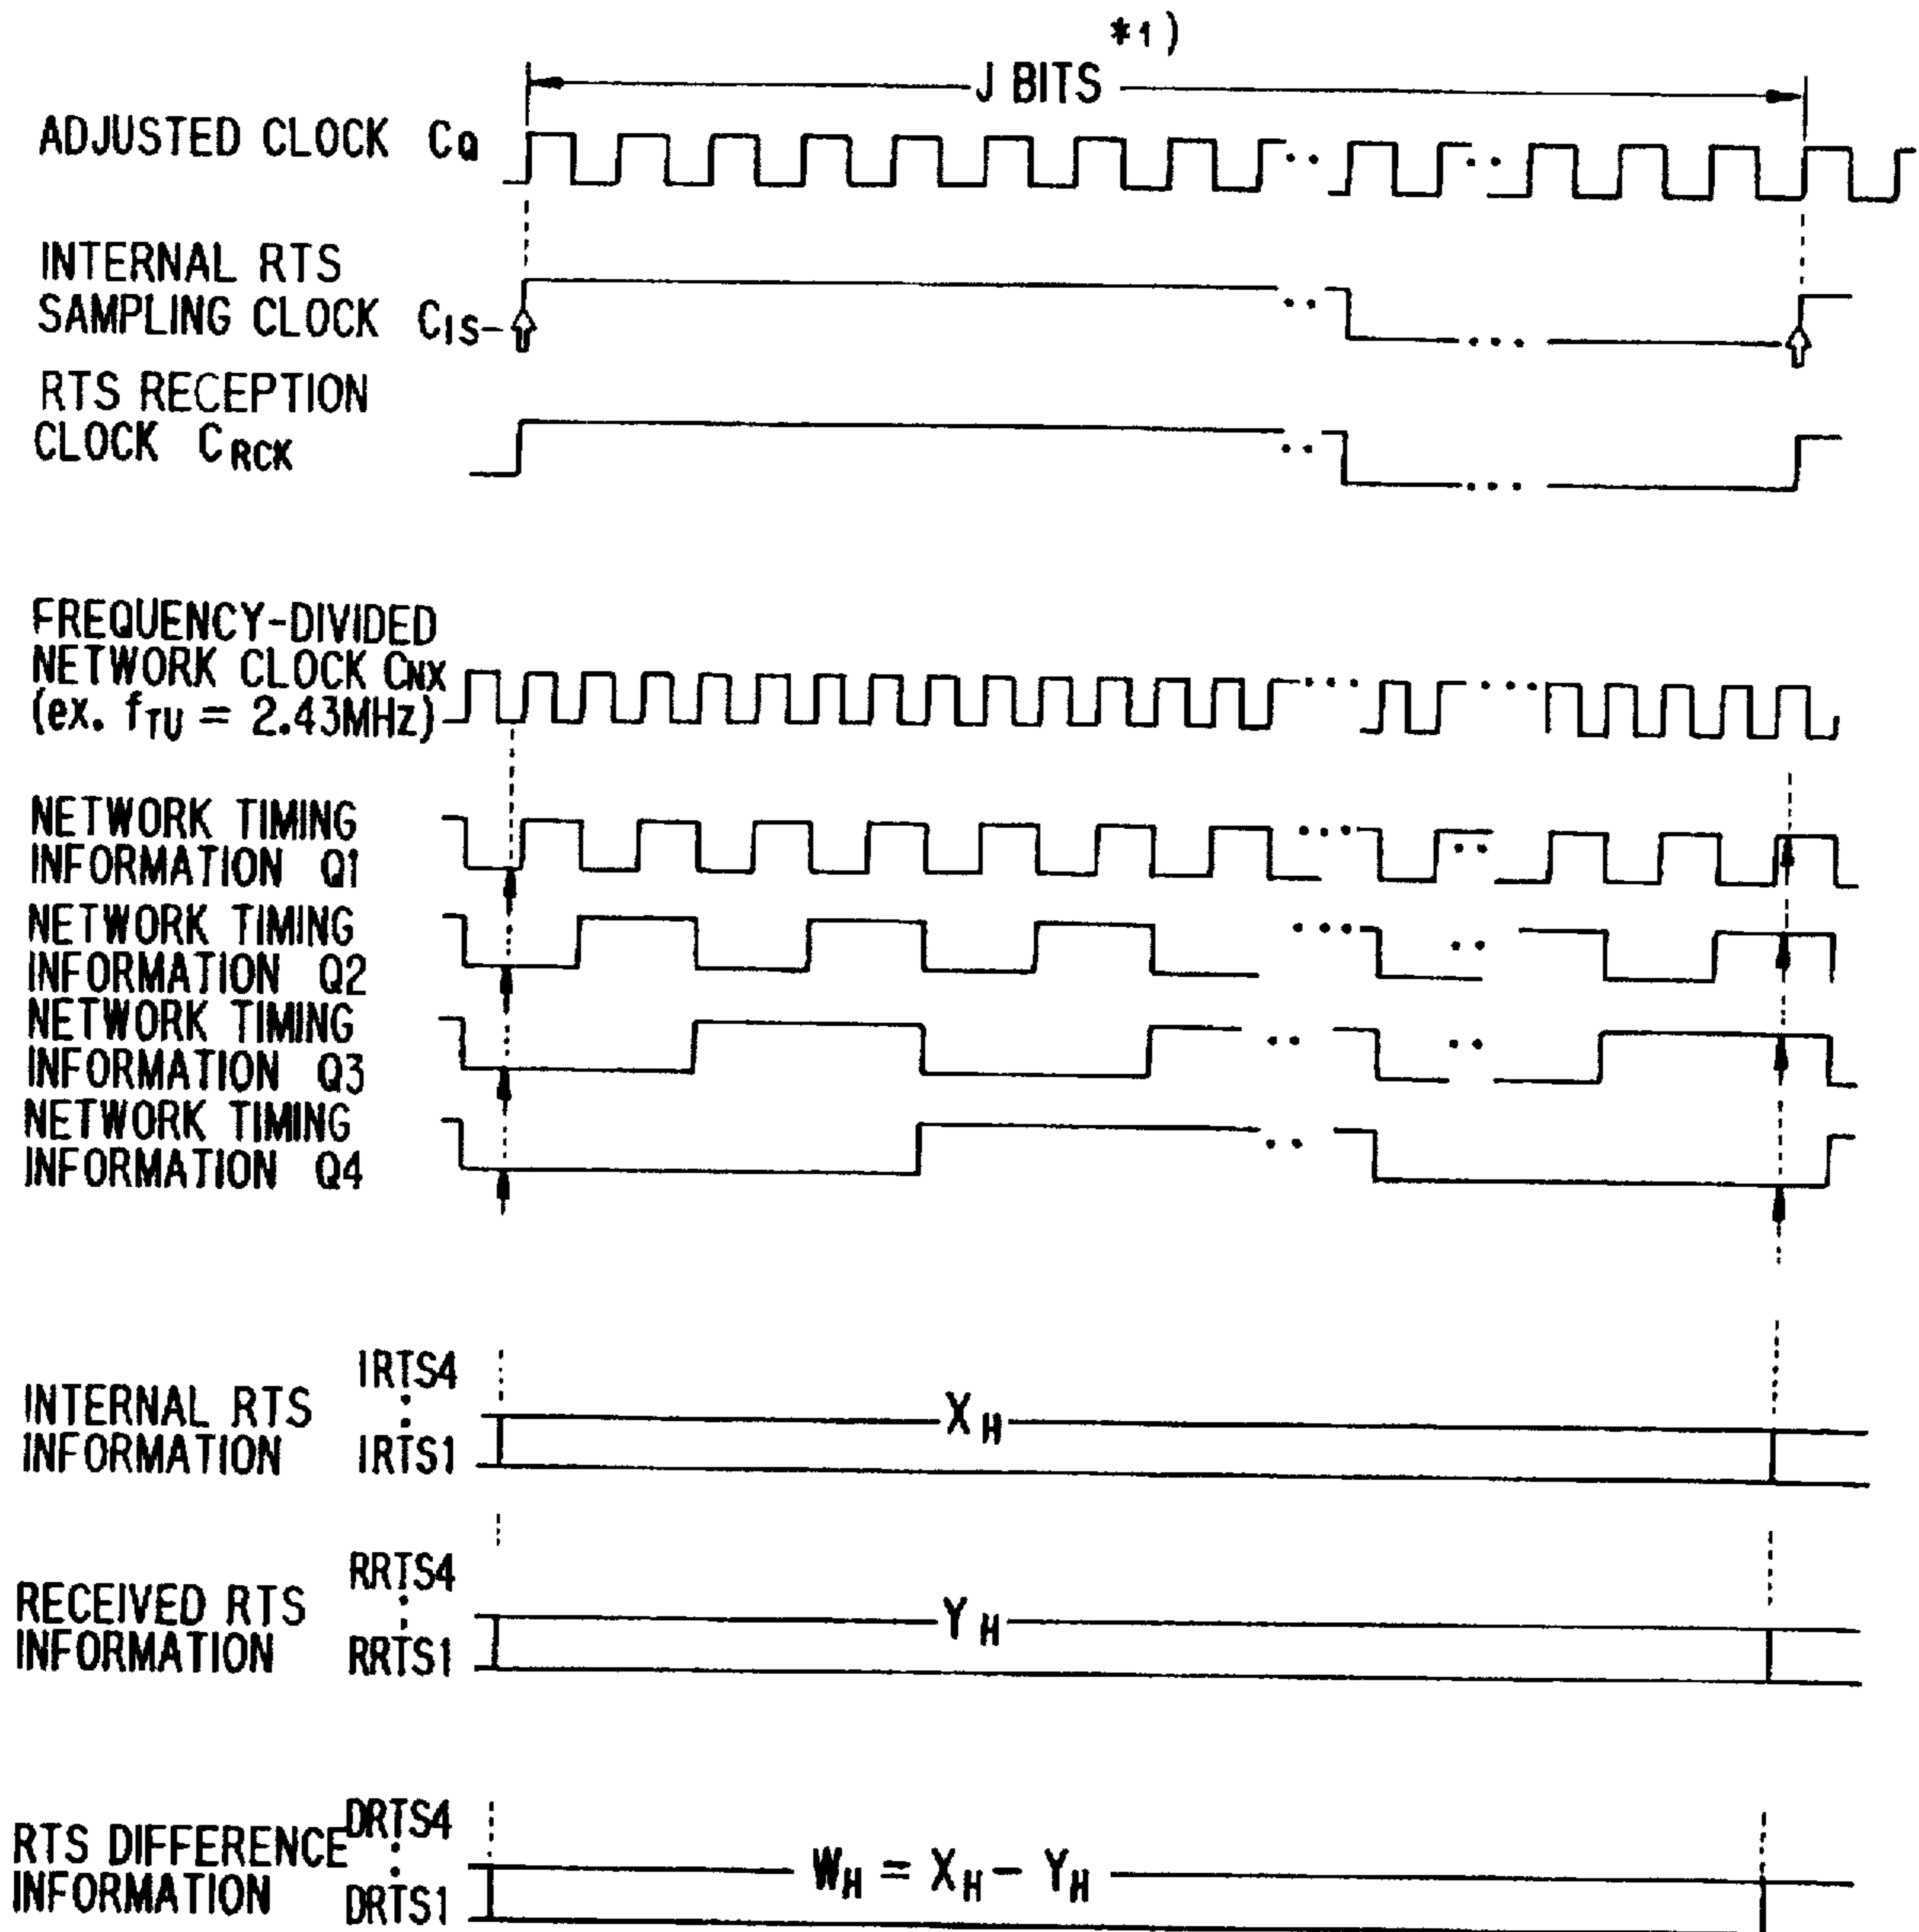 *1)
J BITS
ADJUSTED CLOCK CQ
INTERNAL RTS
SAMPLING CLOCK CIS
RTS RECEPTION
CLOCK CRCK
FREQUENCY-DIVIDED
NETWORK CLOCK CNX
(ex. fTU = 2.43MHz)
NETWORK TIMING
INFORMATION Q1
NETWORK TIMING
INFORMATION Q2
NETWORK TIMING
INFORMATION Q3
NETWORK TIMING
INFORMATION Q4
IRTS4
INTERNAL RTS
INFORMATION
IRTS1
XH
RRTS4
RECEIVED RTS
INFORMATION
RRTS1
YH
DRTS4
RTS DIFFERENCE
INFORMATION
DRTS1
WH = XH - YH